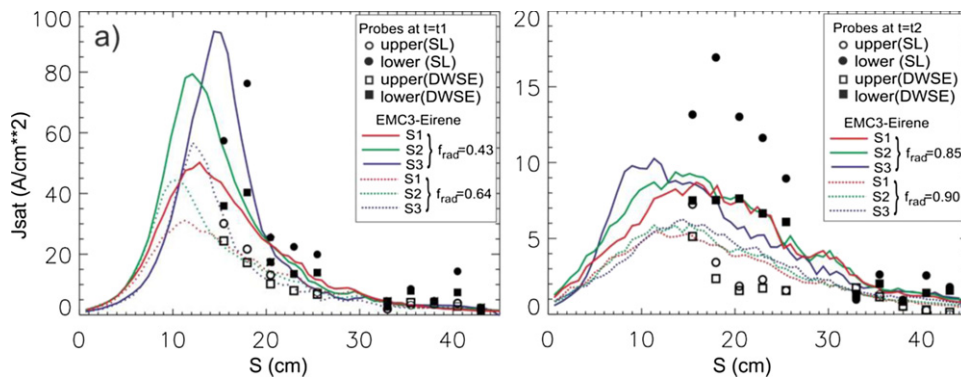 a)
Jsat (A/cm**2)
100
80
60
40
20
0
0
10
20
30
40
S (cm)
Probes at t=t1
upper(SL)
lower (SL)
upper(DWSE)
lower(DWSE)
EMC3-Eirene
S1
S2 } frad=0.43
S3
S1
S2 } frad=0.64
S3
20
15
10
5
0
0
10
20
30
40
S (cm)
Probes at t=t2
upper(SL)
lower (SL)
upper(DWSE)
lower(DWSE)
EMC3-Eirene
S1
S2 } frad=0.85
S3
S1
S2 } frad=0.90
S3